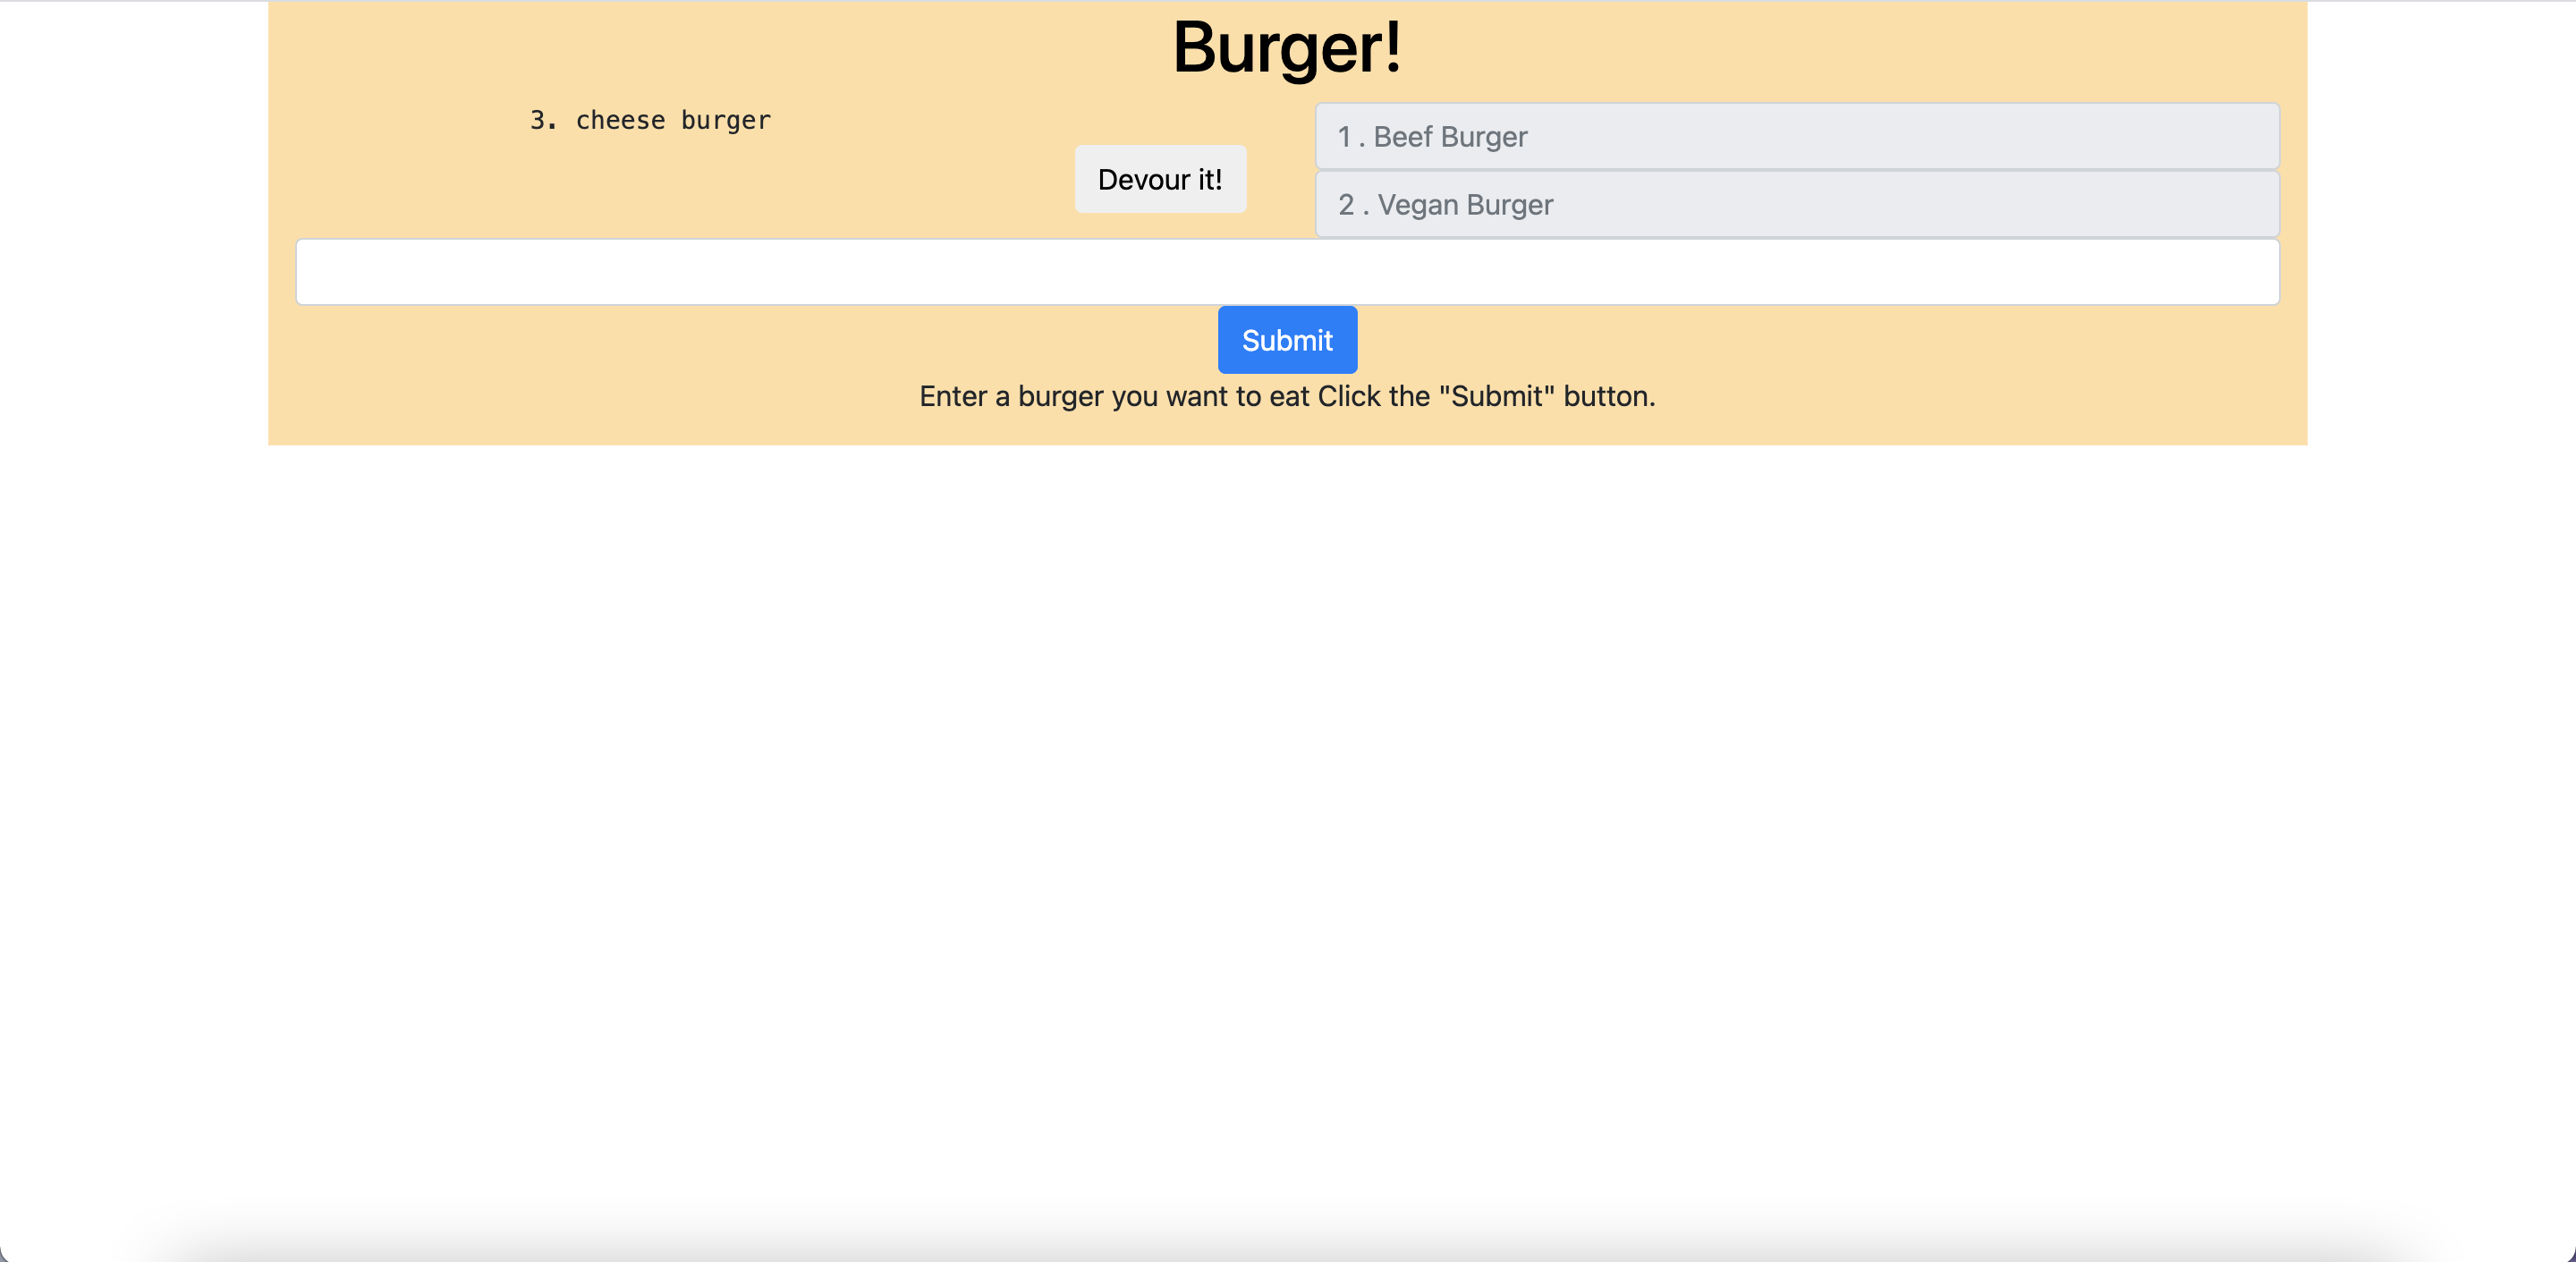 Burger!
3. cheese burger
Devour it!
1 . Beef Burger
2 . Vegan Burger
Submit
Enter a burger you want to eat Click the "Submit" button.